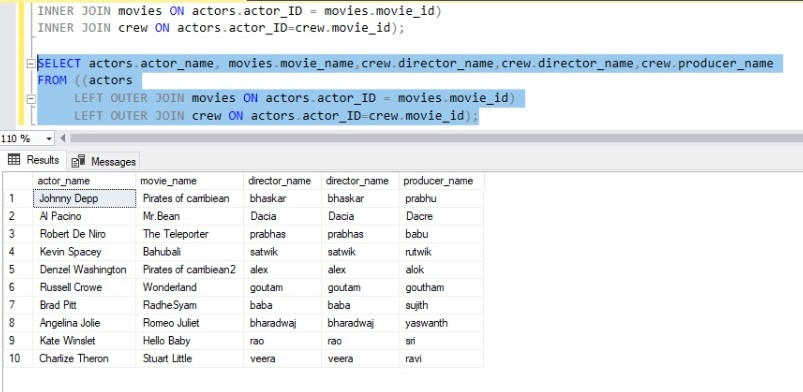 INNER JOIN movies ON actors.actor_ID = movies.movie_id)
INNER JOIN crew ON actors.actor_ID=crew.movie_id);
SELECT actors.actor_name, movies.movie_name,crew.director_name,crew.director_name,crew.producer_name
FROM ((actors
LEFT OUTER JOIN movies ON actors.actor_ID = movies.movie_id)
LEFT OUTER JOIN crew ON actors.actor_ID=crew.movie_id);
110 %
Results Messages
actor_name movie_name director_name director_name producer_name
1 Johnny Depp Pirates of carribiean bhaskar bhaskar prabhu
2 Al Pacino Mr.Bean Dacia Dacia Dacre
3 Robert De Niro The Teleporter prabhas prabhas babu
4 Kevin Spacey Bahubali satwik satwik rutwik
5 Denzel Washington Pirates of carribiean2 alex alex alok
6 Russell Crowe Wonderland goutam goutam goutham
7 Brad Pitt RadheSyam baba baba sujith
8 Angelina Jolie Romeo Juliet bharadwaj bharadwaj yaswanth
9 Kate Winslet Hello Baby rao rao sri
10 Charlize Theron Stuart Little veera veera ravi